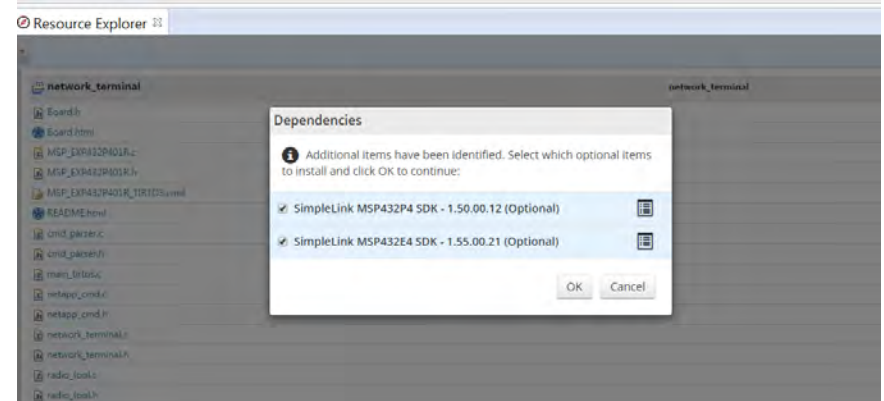 Resource Explorer
network_terminal
network_terminal
Board.h
Board.html
MSP_EXP432P401R.c
MSP_EXP432P401R.h
MSP_EXP432P401R_TIRTOS.cmd
README.html
cmd_parser.c
cmd_parser.h
main_tirtos.c
netapp_cmd.c
netapp_cmd.h
network_terminal.c
network_terminal.h
radio_tool.c
radio_tool.h
Dependencies
Additional items have been identified. Select which optional items
to install and click OK to continue:
SimpleLink MSP432P4 SDK - 1.50.00.12 (Optional)
SimpleLink MSP432E4 SDK - 1.55.00.21 (Optional)
OK Cancel